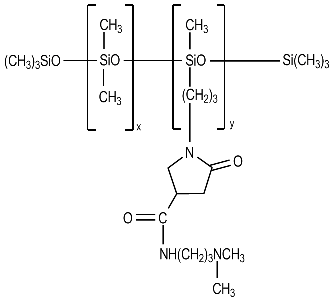 CH₃ CH₃
(CH₃)₃SiO SiO SiO Si(CH₃)₃
CH₃ (CH₂)₃
x y
N
O
O C
NH(CH₂)₃NCH₃
CH₃